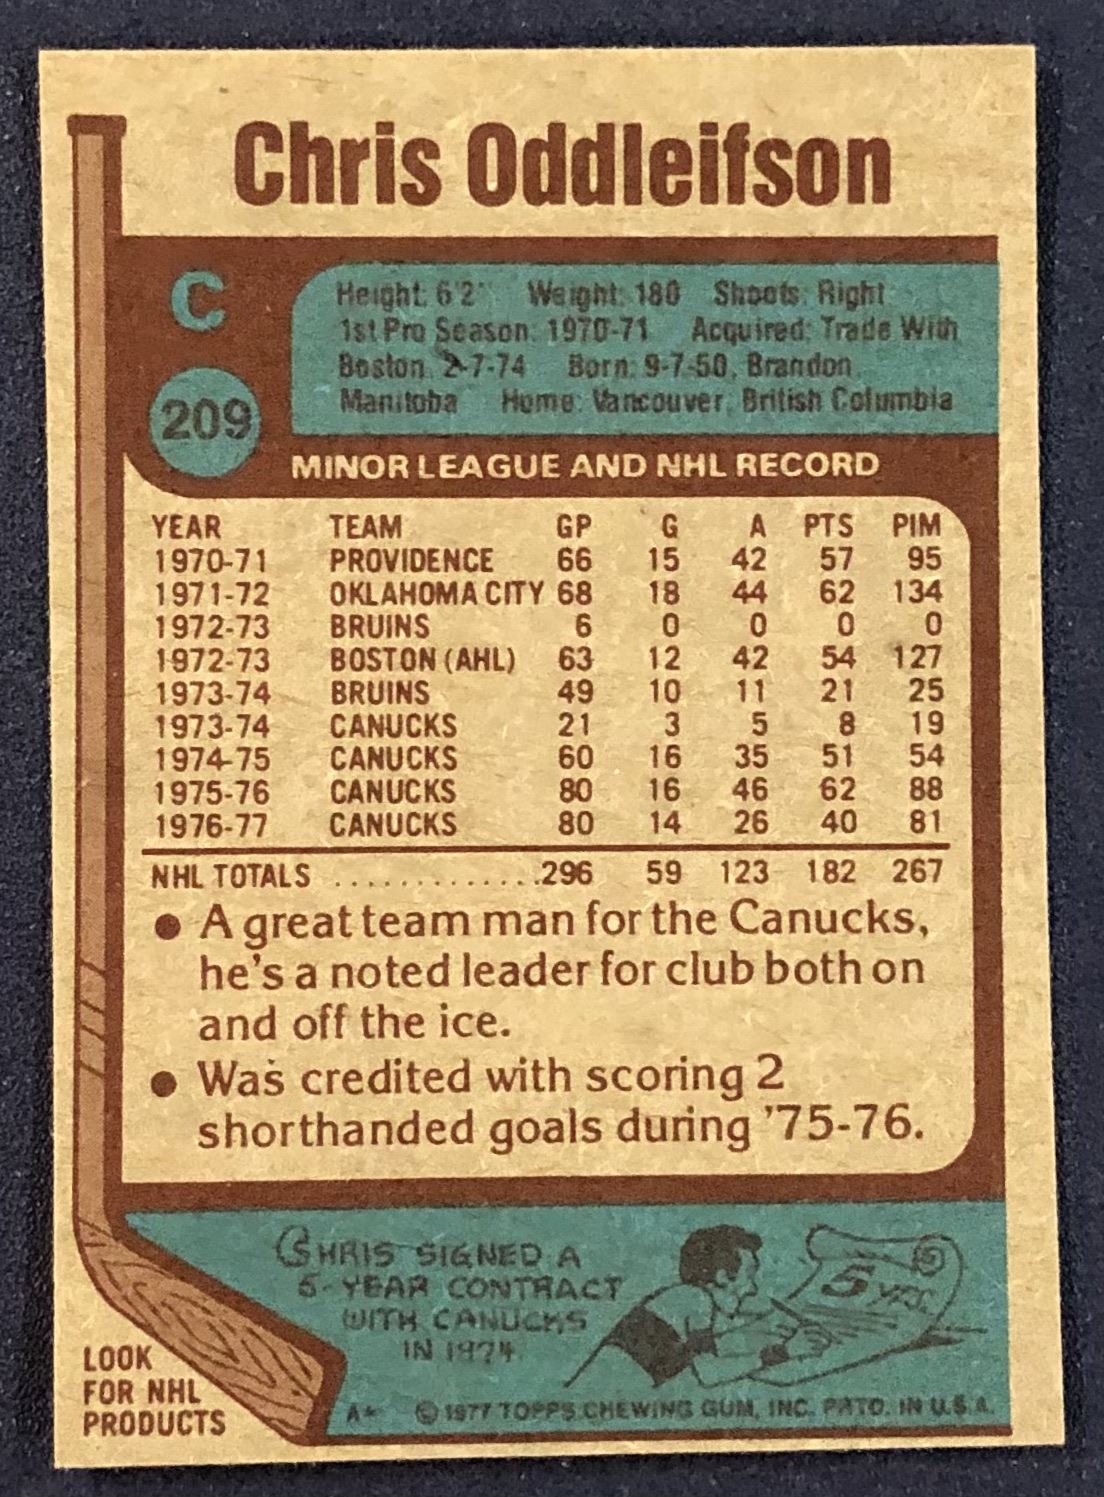 Chris Oddleifson
C
209
Height: 6'2" Weight: 180 Shoots: Right
1st Pro Season: 1970-71 Acquired: Trade With
Boston, 2-7-74 Born: 9-7-50, Brandon,
Manitoba Home: Vancouver, British Columbia
MINOR LEAGUE AND NHL RECORD
YEAR TEAM GP G A PTS PIM
1970-71 PROVIDENCE 66 15 42 57 95
1971-72 OKLAHOMA CITY 68 18 44 62 134
1972-73 BRUINS 6 0 0 0 0
1972-73 BOSTON (AHL) 63 12 42 54 127
1973-74 BRUINS 49 10 11 21 25
1973-74 CANUCKS 21 3 5 8 19
1974-75 CANUCKS 60 16 35 51 54
1975-76 CANUCKS 80 16 46 62 88
1976-77 CANUCKS 80 14 26 40 81
NHL TOTALS .............296 59 123 182 267
● A great team man for the Canucks,
he's a noted leader for club both on
and off the ice.
● Was credited with scoring 2
shorthanded goals during '75-76.
CHRIS SIGNED A
5-YEAR CONTRACT
WITH CANUCKS
IN 1974.
5 YRS.
LOOK
FOR NHL
PRODUCTS
A* © 1977 TOPPS CHEWING GUM, INC. PRTD. IN U.S.A.